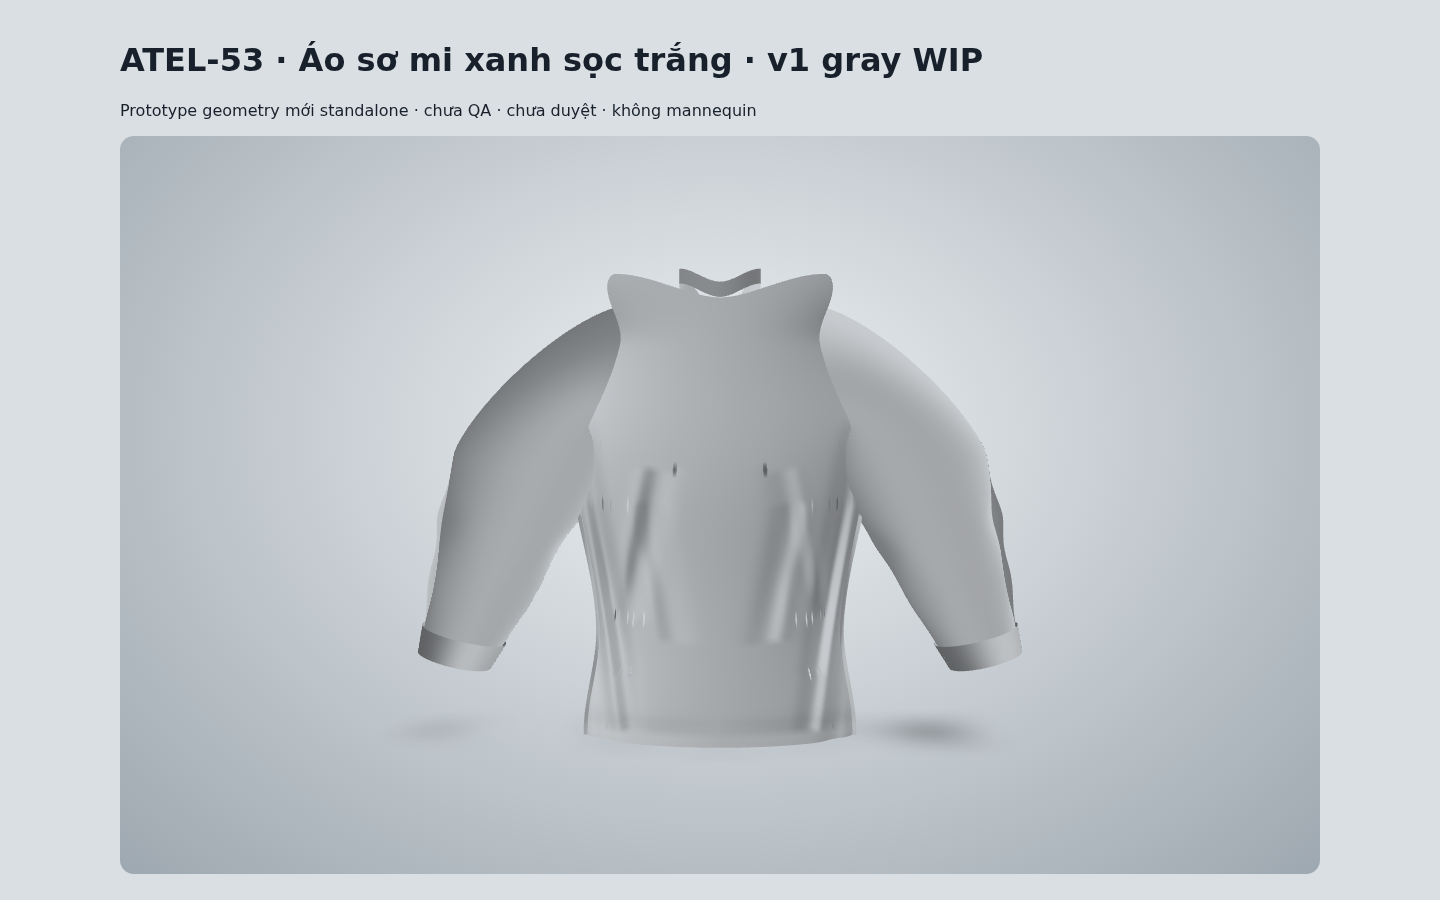 ATEL-53 · Áo sơ mi xanh sọc trắng · v1 gray WIP
Prototype geometry mới standalone · chưa QA · chưa duyệt · không mannequin